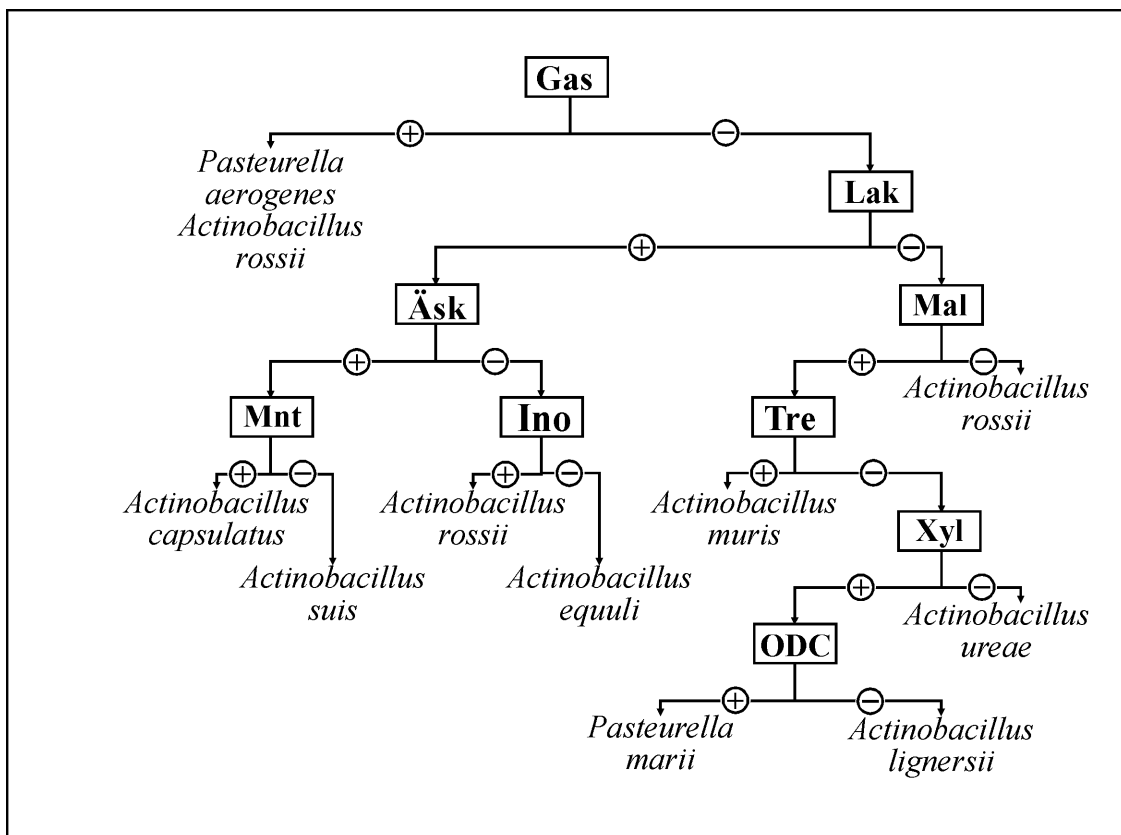 Gas
+
−
Pasteurella
aerogenes
Actinobacillus
rossii
Lak
+
−
Äsk
Mal
+
−
+
−
Mnt
Ino
Tre
Actinobacillus
rossii
+
−
+
−
+
−
Actinobacillus
capsulatus
Actinobacillus
rossii
Actinobacillus
muris
Xyl
Actinobacillus
suis
Actinobacillus
equuli
+
−
Actinobacillus
ureae
ODC
+
−
Pasteurella
marii
Actinobacillus
lignersii